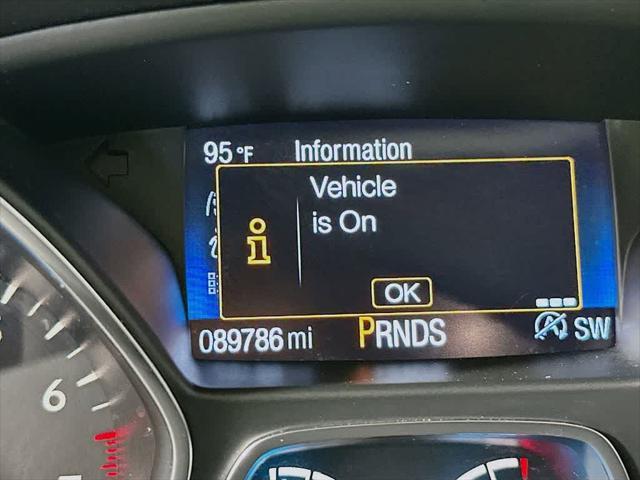 95 °F Information
Vehicle
is On
i
OK
089786 mi PRNDS SW
6